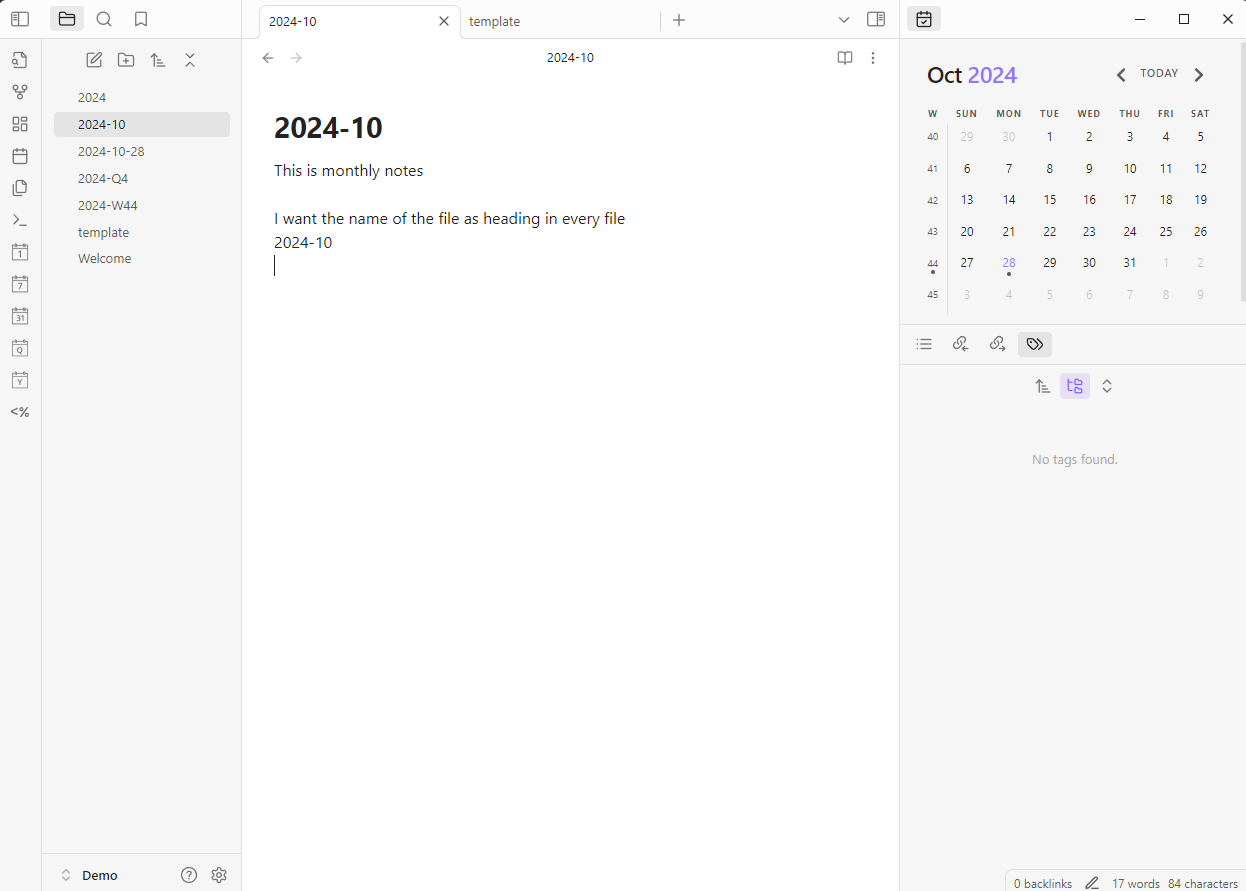 2024-10
template
2024-10
2024
2024-10
2024-10-28
2024-Q4
2024-W44
template
Welcome
1
7
31
Q
Y
<%
2024-10
This is monthly notes
I want the name of the file as heading in every file
2024-10
Oct 2024
TODAY
W SUN MON TUE WED THU FRI SAT
40 29 30 1 2 3 4 5
41 6 7 8 9 10 11 12
42 13 14 15 16 17 18 19
43 20 21 22 23 24 25 26
44 27 28 29 30 31 1 2
45 3 4 5 6 7 8 9
No tags found.
Demo
0 backlinks 17 words 84 characters